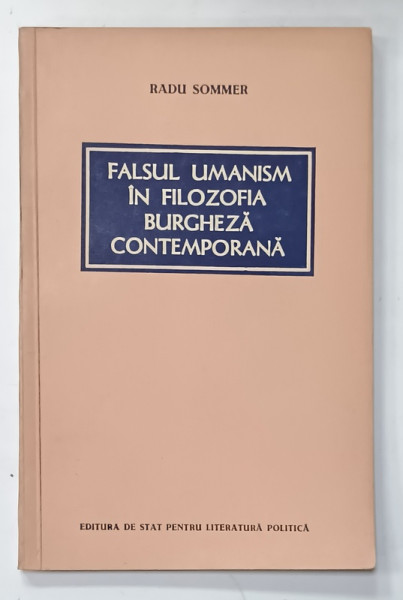 RADU SOMMER
FALSUL UMANISM
ÎN FILOZOFIA
BURGHEZĂ
CONTEMPORANĂ
EDITURA DE STAT PENTRU LITERATURĂ POLITICĂ